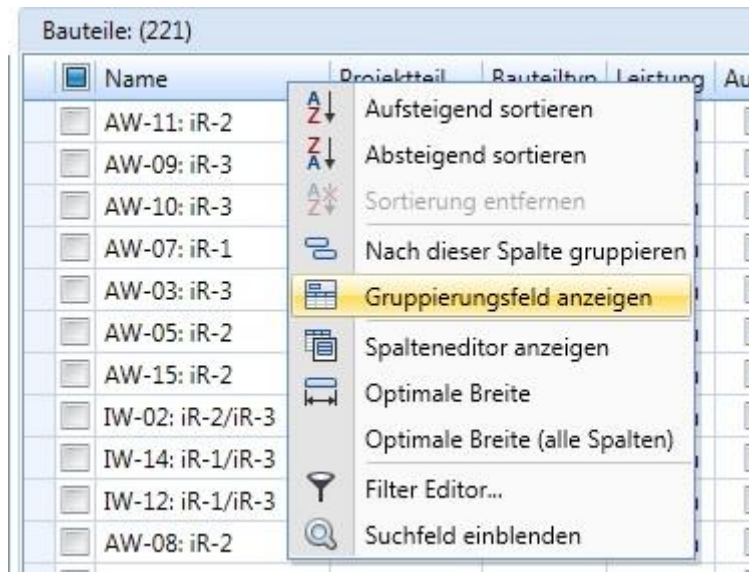 Bauteile: (221)
Name Projektteil Bauteiltyp Leistung Au
AW-11: iR-2
AW-09: iR-3
AW-10: iR-3
AW-07: iR-1
AW-03: iR-3
AW-05: iR-2
AW-15: iR-2
IW-02: iR-2/iR-3
IW-14: iR-1/iR-3
IW-12: iR-1/iR-3
AW-08: iR-2
Aufsteigend sortieren
Absteigend sortieren
Sortierung entfernen
Nach dieser Spalte gruppieren
Gruppierungsfeld anzeigen
Spalteneditor anzeigen
Optimale Breite
Optimale Breite (alle Spalten)
Filter Editor...
Suchfeld einblenden